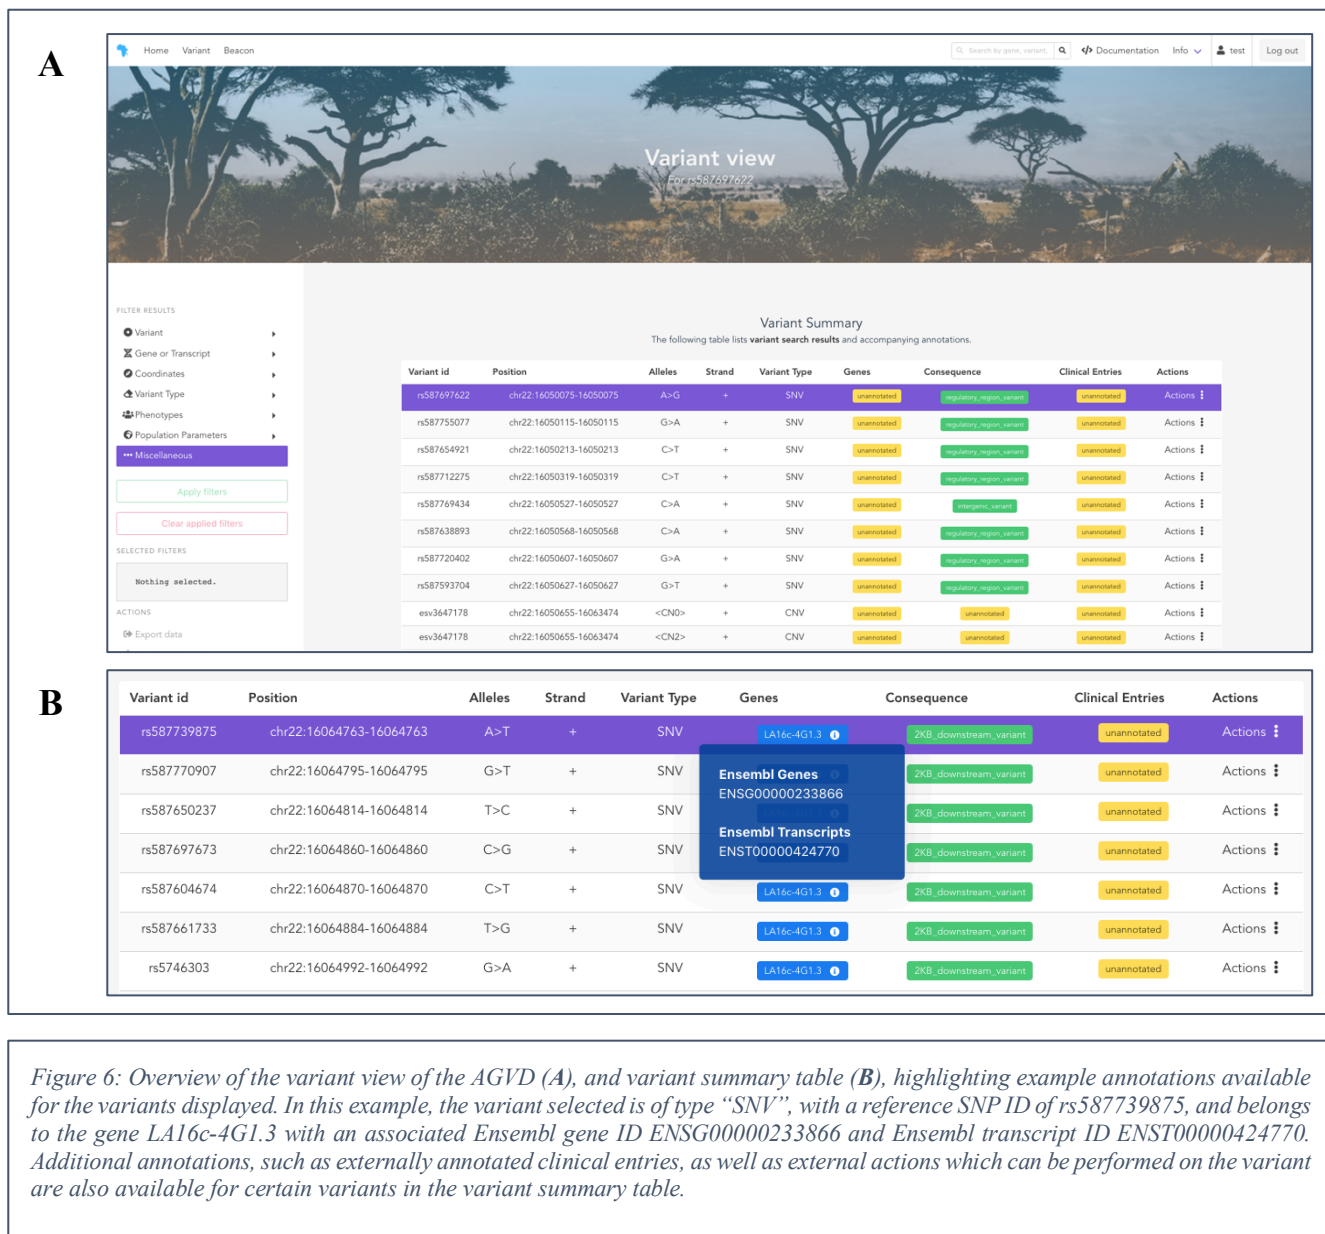 A
Home Variant Beacon Search by gene, variant, </> Documentation Info test Log out
Variant view
For rs587697622
FILTER RESULTS
Variant
Gene or Transcript
Coordinates
Variant Type
Phenotypes
Population Parameters
Miscellaneous
Apply filters
Clear applied filters
SELECTED FILTERS
Nothing selected.
ACTIONS
Export data
Variant Summary
The following table lists variant search results and accompanying annotations.
Variant id Position Alleles Strand Variant Type Genes Consequence Clinical Entries Actions
rs587697622 chr22:16050075-16050075 A>G + SNV unannotated regulatory_region_variant unannotated Actions
rs587755077 chr22:16050115-16050115 G>A + SNV unannotated regulatory_region_variant unannotated Actions
rs587654921 chr22:16050213-16050213 C>T + SNV unannotated regulatory_region_variant unannotated Actions
rs587712275 chr22:16050319-16050319 C>T + SNV unannotated regulatory_region_variant unannotated Actions
rs587769434 chr22:16050527-16050527 C>A + SNV unannotated intergenic_variant unannotated Actions
rs587638893 chr22:16050568-16050568 C>A + SNV unannotated regulatory_region_variant unannotated Actions
rs587720402 chr22:16050607-16050607 G>A + SNV unannotated regulatory_region_variant unannotated Actions
rs587593704 chr22:16050627-16050627 G>T + SNV unannotated regulatory_region_variant unannotated Actions
esv3647178 chr22:16050655-16063474 <CN0> + CNV unannotated unannotated unannotated Actions
esv3647178 chr22:16050655-16063474 <CN2> + CNV unannotated unannotated unannotated Actions
B
Variant id Position Alleles Strand Variant Type Genes Consequence Clinical Entries Actions
rs587739875 chr22:16064763-16064763 A>T + SNV LA16c-4G1.3 2KB_downstream_variant unannotated Actions
rs587770907 chr22:16064795-16064795 G>T + SNV 2KB_downstream_variant unannotated Actions
rs587650237 chr22:16064814-16064814 T>C + SNV 2KB_downstream_variant unannotated Actions
rs587697673 chr22:16064860-16064860 C>G + SNV 2KB_downstream_variant unannotated Actions
rs587604674 chr22:16064870-16064870 C>T + SNV LA16c-4G1.3 2KB_downstream_variant unannotated Actions
rs587661733 chr22:16064884-16064884 T>G + SNV LA16c-4G1.3 2KB_downstream_variant unannotated Actions
rs5746303 chr22:16064992-16064992 G>A + SNV LA16c-4G1.3 2KB_downstream_variant unannotated Actions
Ensembl Genes
ENSG00000233866
Ensembl Transcripts
ENST00000424770
Figure 6: Overview of the variant view of the AGVD (A), and variant summary table (B), highlighting example annotations available
for the variants displayed. In this example, the variant selected is of type “SNV”, with a reference SNP ID of rs587739875, and belongs
to the gene LA16c-4G1.3 with an associated Ensembl gene ID ENSG00000233866 and Ensembl transcript ID ENST00000424770.
Additional annotations, such as externally annotated clinical entries, as well as external actions which can be performed on the variant
are also available for certain variants in the variant summary table.